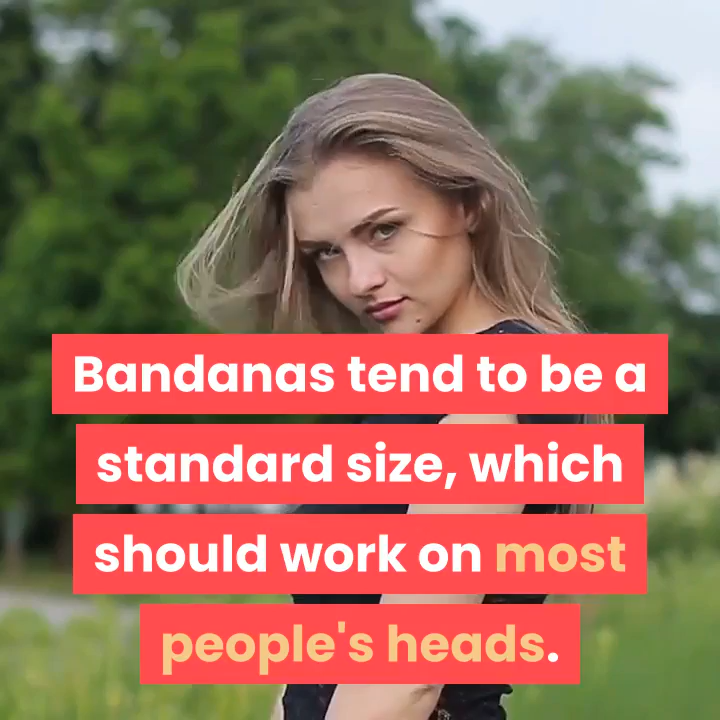 Bandanas tend to be a
standard size, which
should work on most
people's heads.